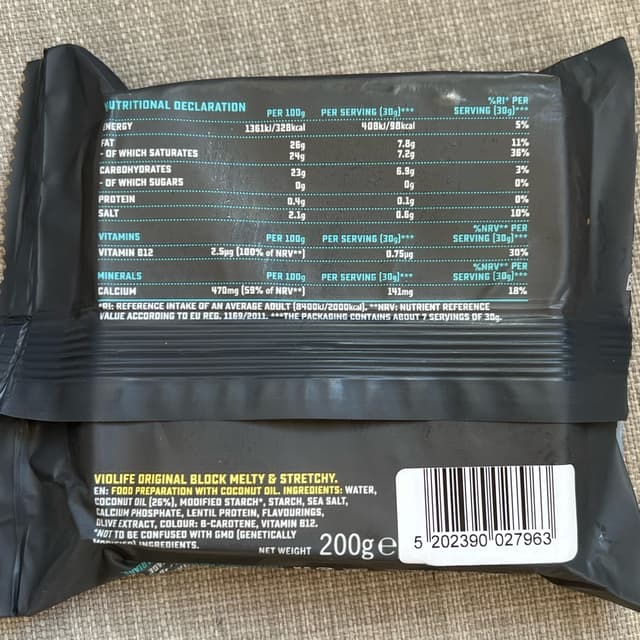 NUTRITIONAL DECLARATION PER 100g PER SERVING (30g)*** %RI* PER SERVING (30g)***
ENERGY 1361kJ/328kcal 408kJ/98kcal 5%
FAT 26g 7.8g 11%
- OF WHICH SATURATES 24g 7.2g 36%
CARBOHYDRATES 23g 6.9g 3%
- OF WHICH SUGARS 0g 0g 0%
PROTEIN 0.4g 0.1g 0%
SALT 2.1g 0.6g 10%
VITAMINS PER 100g PER SERVING (30g)*** %NRV** PER SERVING (30g)***
VITAMIN B12 2.5µg (100% of NRV**) 0.75µg 30%
MINERALS PER 100g PER SERVING (30g)*** %NRV** PER SERVING (30g)***
CALCIUM 470mg (59% of NRV**) 141mg 18%
*RI: REFERENCE INTAKE OF AN AVERAGE ADULT (8400kJ/2000kcal). **NRV: NUTRIENT REFERENCE
VALUE ACCORDING TO EU REG. 1169/2011. ***THE PACKAGING CONTAINS ABOUT 7 SERVINGS OF 30g.
VIOLIFE ORIGINAL BLOCK MELTY & STRETCHY.
EN: FOOD PREPARATION WITH COCONUT OIL. INGREDIENTS: WATER,
COCONUT OIL (26%), MODIFIED STARCH*, STARCH, SEA SALT,
CALCIUM PHOSPHATE, LENTIL PROTEIN, FLAVOURINGS,
OLIVE EXTRACT, COLOUR: B-CAROTENE, VITAMIN B12.
*NOT TO BE CONFUSED WITH GMO (GENETICALLY
INGREDIENTS.
NET WEIGHT 200g e
5 202390 027963